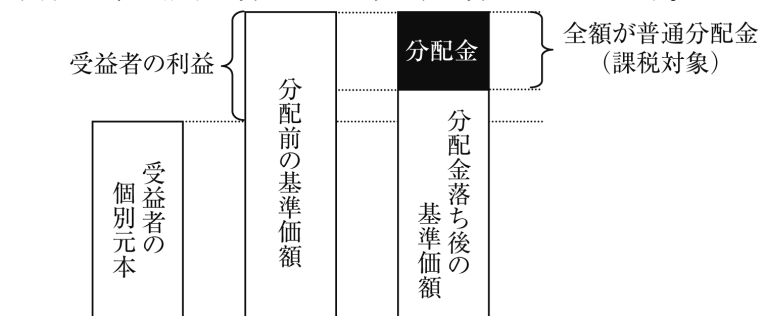 受益者の利益
分配金
全額が普通分配金
（課税対象）
受益者の
個別元本
分配前の基準価額
分配金落ち後の
基準価額